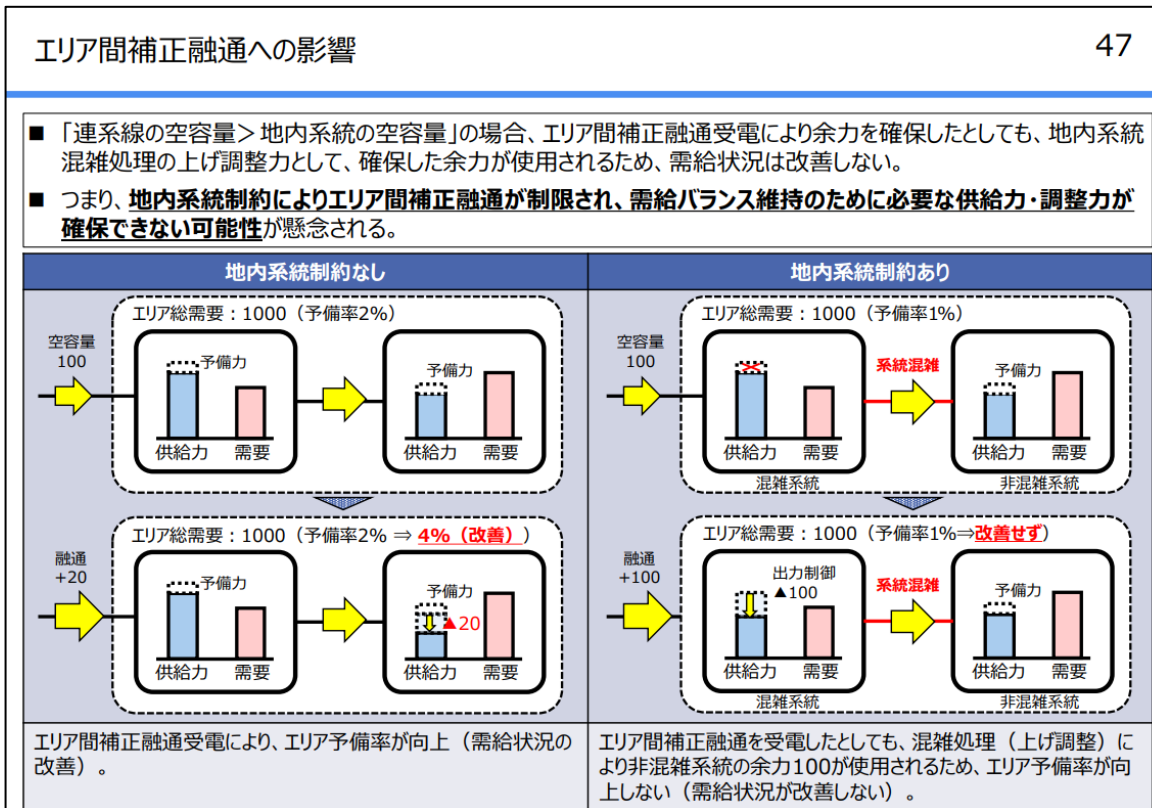 エリア間補正融通への影響
47
■ 「連系線の空容量＞地内系統の空容量」の場合、エリア間補正融通受電により余力を確保したとしても、地内系統
混雑処理の上げ調整力として、確保した余力が使用されるため、需給状況は改善しない。
■ つまり、地内系統制約によりエリア間補正融通が制限され、需給バランス維持のために必要な供給力・調整力が
確保できない可能性が懸念される。
地内系統制約なし
エリア総需要：1000（予備率2%）
空容量
100
予備力
供給力 需要
予備力
供給力 需要
エリア総需要：1000（予備率2% ⇒ 4%（改善））
融通
+20
予備力
供給力 需要
予備力
▲20
供給力 需要
エリア間補正融通受電により、エリア予備率が向上（需給状況の
改善）。
地内系統制約あり
エリア総需要：1000（予備率1%）
空容量
100
供給力 需要
混雑系統
系統混雑
予備力
供給力 需要
非混雑系統
エリア総需要：1000（予備率1%⇒改善せず）
融通
+100
出力制御
▲100
供給力 需要
混雑系統
系統混雑
予備力
供給力 需要
非混雑系統
エリア間補正融通を受電したとしても、混雑処理（上げ調整）に
より非混雑系統の余力100が使用されるため、エリア予備率が向
上しない（需給状況が改善しない）。